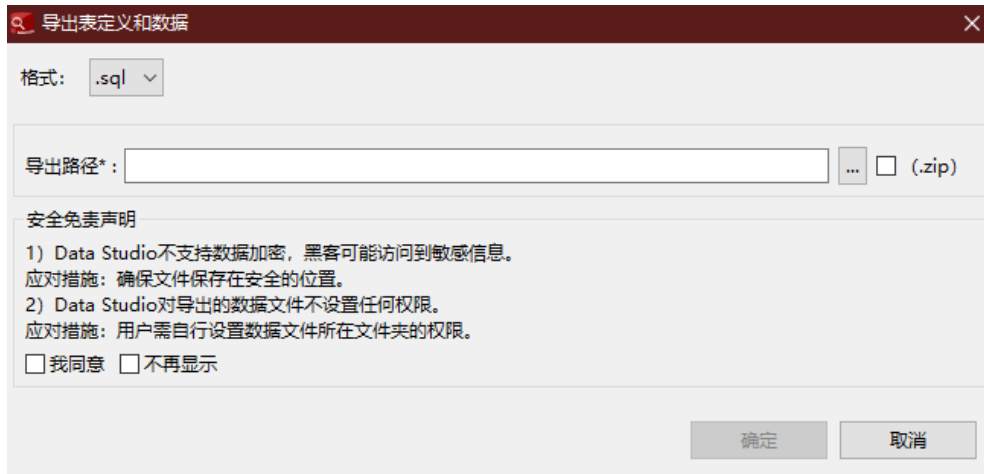 导出表定义和数据
格式： .sql
导出路径*： ... (.zip)
安全免责声明
1）Data Studio不支持数据加密，黑客可能访问到敏感信息。
应对措施：确保文件保存在安全的位置。
2）Data Studio对导出的数据文件不设置任何权限。
应对措施：用户需自行设置数据文件所在文件夹的权限。
我同意 不再显示
确定 取消